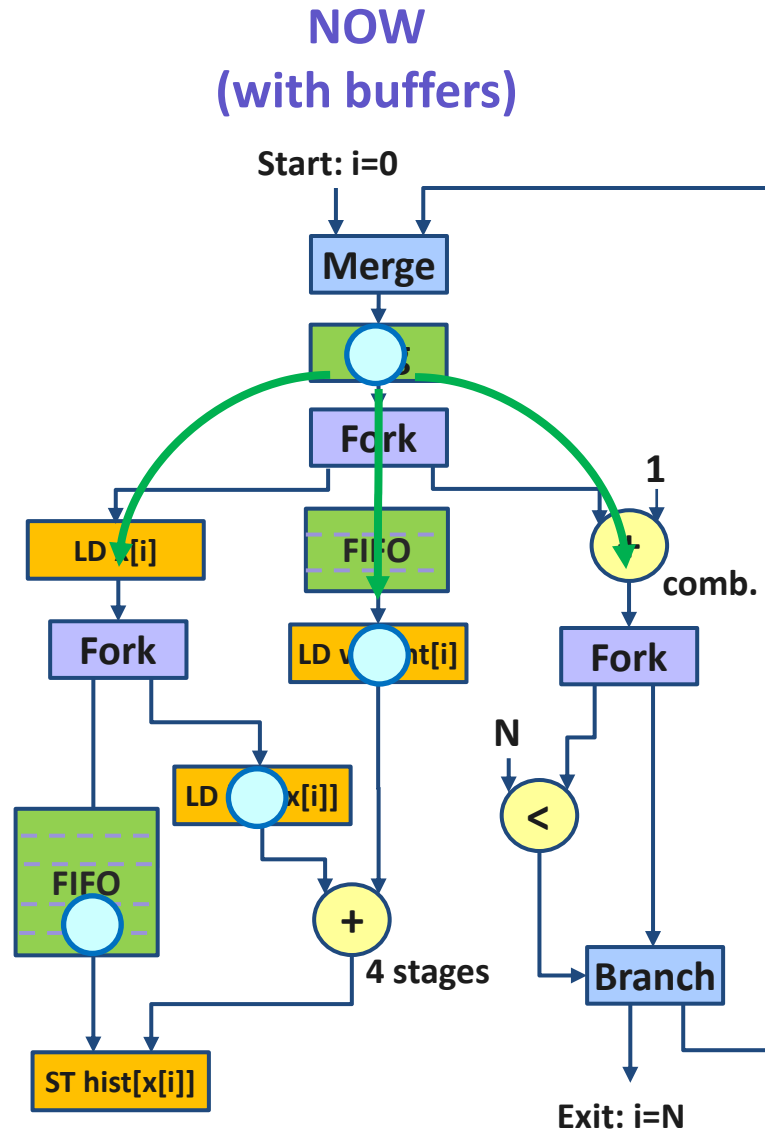 NOW
(with buffers)
Start: i=0
Merge
Fork
1
LD x[i]
FIFO
+
comb.
Fork
LD
[i]
Fork
N
LD
x[i]]
<
FIFO
+
4 stages
Branch
ST hist[x[i]]
Exit: i=N